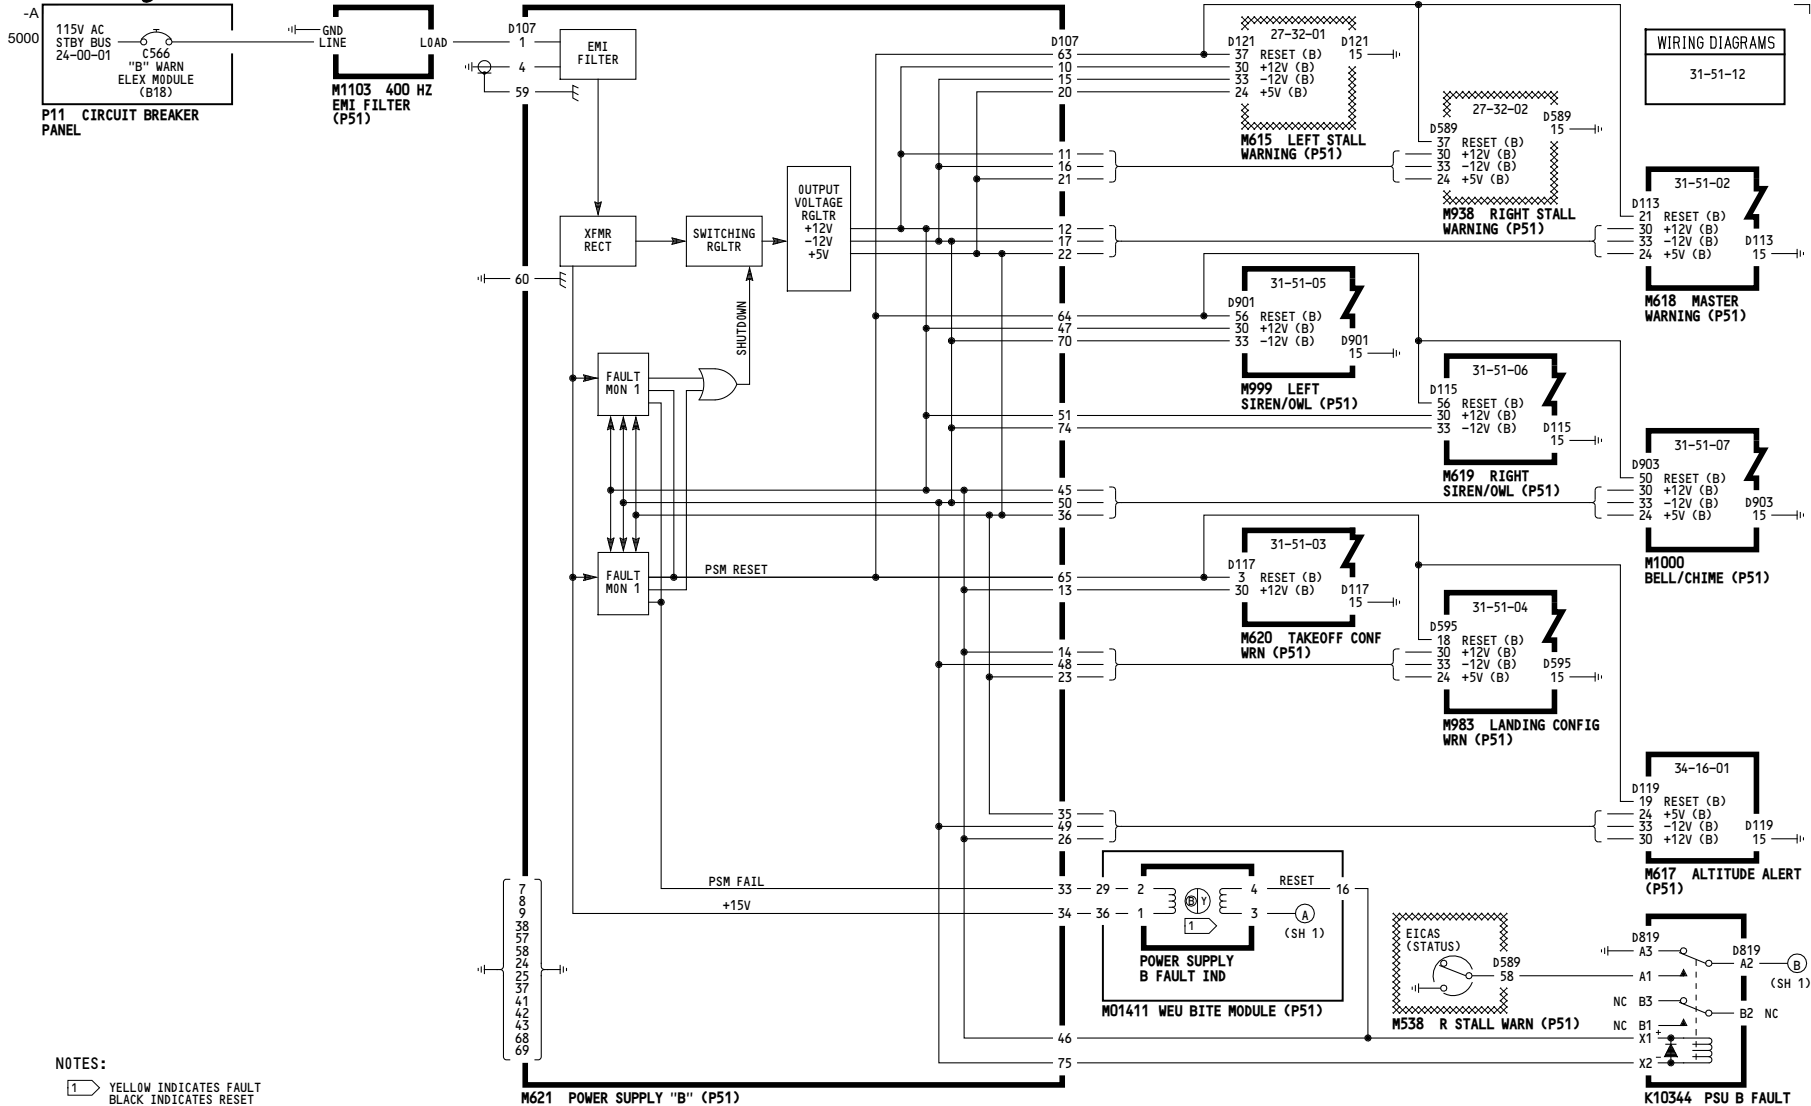 -A
5000
115V AC
STBY BUS
24-00-01
C566
"B" WARN
ELEX MODULE
(B18)
P11 CIRCUIT BREAKER
PANEL
GND
LINE
LOAD
M1103 400 HZ
EMI FILTER
(P51)
D107
1
4
59
60
EMI
FILTER
XFMR
RECT
SWITCHING
RGLTR
OUTPUT
VOLTAGE
RGLTR
+12V
-12V
+5V
SHUTDOWN
FAULT
MON 1
FAULT
MON 1
PSM RESET
PSM FAIL
+15V
7
8
9
38
57
58
24
25
37
41
42
43
68
69
M621 POWER SUPPLY "B" (P51)
D107
63
10
15
20
11
16
21
12
17
22
64
47
70
51
74
45
50
36
65
13
14
48
23
35
49
26
33
34
46
75
27-32-01
D121
37 RESET (B)
30 +12V (B)
33 -12V (B)
24 +5V (B)
D121
15
M615 LEFT STALL
WARNING (P51)
27-32-02
D589
37 RESET (B)
30 +12V (B)
33 -12V (B)
24 +5V (B)
D589
15
M938 RIGHT STALL
WARNING (P51)
WIRING DIAGRAMS
31-51-12
31-51-02
D113
21 RESET (B)
30 +12V (B)
33 -12V (B)
24 +5V (B)
D113
15
M618 MASTER
WARNING (P51)
31-51-05
D901
56 RESET (B)
30 +12V (B)
33 -12V (B)
D901
15
M999 LEFT
SIREN/OWL (P51)
31-51-06
D115
56 RESET (B)
30 +12V (B)
33 -12V (B)
D115
15
M619 RIGHT
SIREN/OWL (P51)
31-51-07
D903
50 RESET (B)
30 +12V (B)
33 -12V (B)
24 +5V (B)
D903
15
M1000
BELL/CHIME (P51)
31-51-03
D117
3 RESET (B)
30 +12V (B)
D117
15
M620 TAKEOFF CONF
WRN (P51)
31-51-04
D595
18 RESET (B)
30 +12V (B)
33 -12V (B)
24 +5V (B)
D595
15
M983 LANDING CONFIG
WRN (P51)
34-16-01
D119
19 RESET (B)
24 +5V (B)
33 -12V (B)
30 +12V (B)
D119
15
M617 ALTITUDE ALERT
(P51)
29 2
36 1
B Y
1
4 RESET 16
3 A
(SH 1)
POWER SUPPLY
B FAULT IND
M01411 WEU BITE MODULE (P51)
EICAS
(STATUS)
D589
58
M538 R STALL WARN (P51)
D819
A3
A1
NC B3
NC B1
X1
+
-
X2
D819
A2
B
(SH 1)
B2 NC
K10344 PSU B FAULT
NOTES:
1 YELLOW INDICATES FAULT
BLACK INDICATES RESET